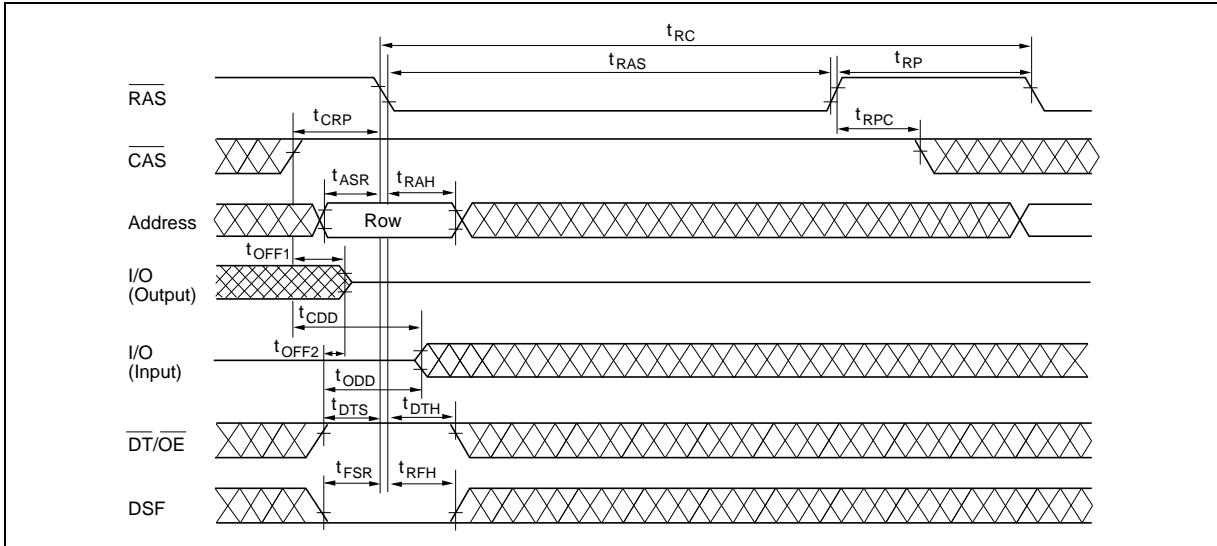 tRC
tRAS
tRP
RAS
tCRP
tRPC
CAS
tASR
tRAH
Address
Row
tOFF1
I/O
(Output)
tCDD
tOFF2
I/O
(Input)
tODD
tDTS
tDTH
DT/OE
tFSR
tRFH
DSF